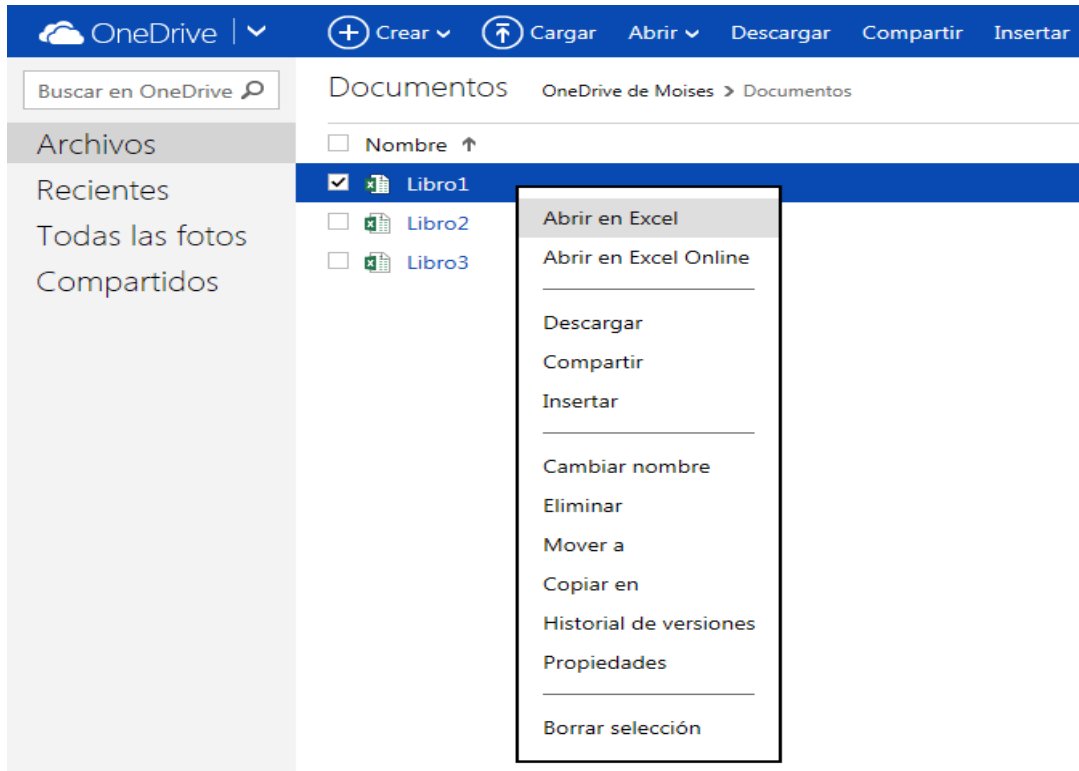 OneDrive Crear Cargar Abrir Descargar Compartir Insertar
Buscar en OneDrive
Documentos OneDrive de Moises > Documentos
Archivos
Recientes
Todas las fotos
Compartidos
Nombre
Libro1
Libro2
Libro3
Abrir en Excel
Abrir en Excel Online
Descargar
Compartir
Insertar
Cambiar nombre
Eliminar
Mover a
Copiar en
Historial de versiones
Propiedades
Borrar selección